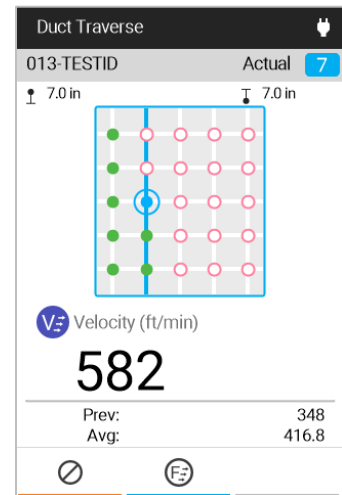 Duct Traverse
013-TESTID Actual 7
7.0 in 7.0 in
V Velocity (ft/min)
582
Prev: 348
Avg: 416.8
F